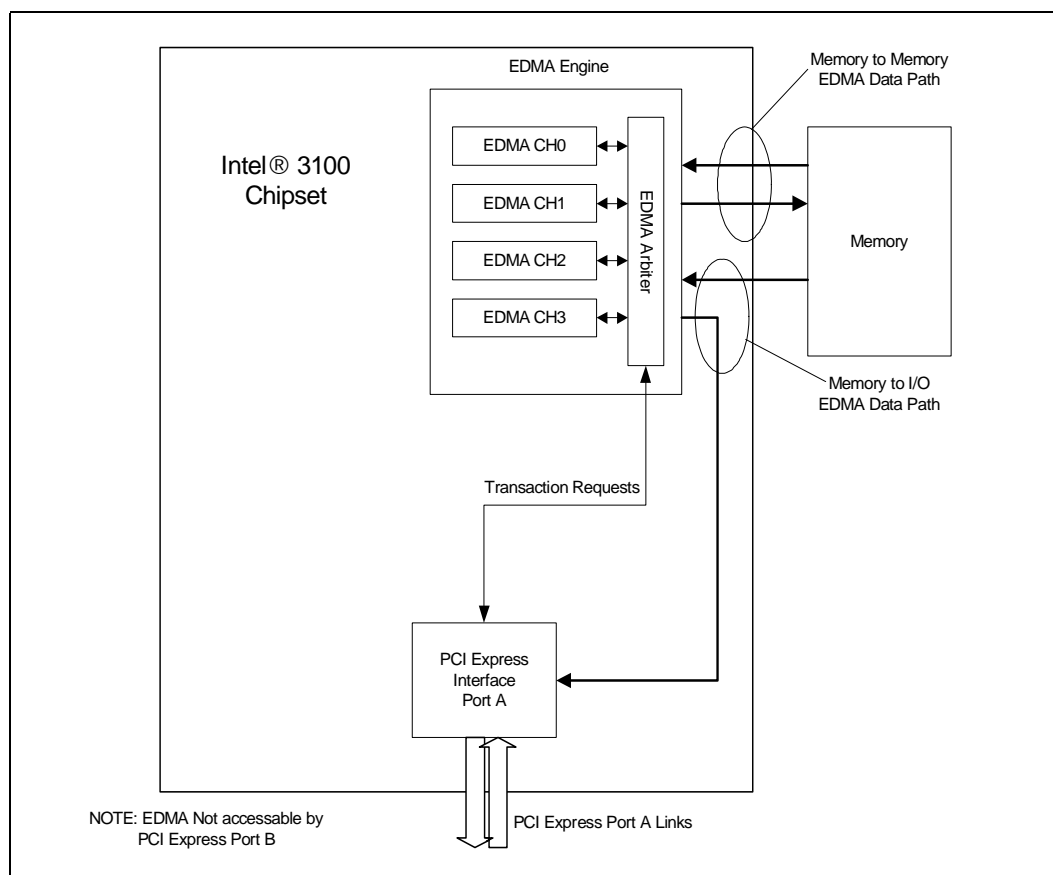 EDMA Engine
Memory to Memory
EDMA Data Path
Intel® 3100
Chipset
EDMA CH0
EDMA CH1
EDMA CH2
EDMA CH3
EDMA Arbiter
Memory
Memory to I/O
EDMA Data Path
Transaction Requests
PCI Express
Interface
Port A
NOTE: EDMA Not accessable by
PCI Express Port B
PCI Express Port A Links